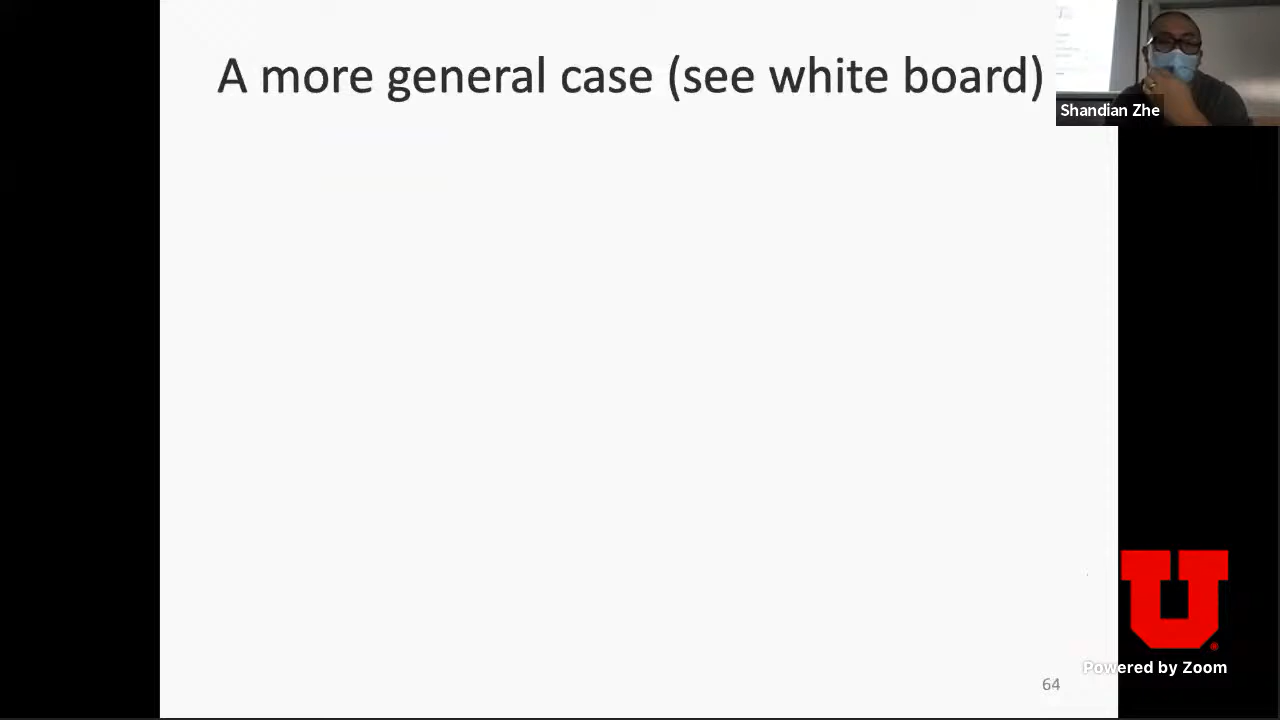 A more general case (see white board)
Shandian Zhe
U
Powered by Zoom
64